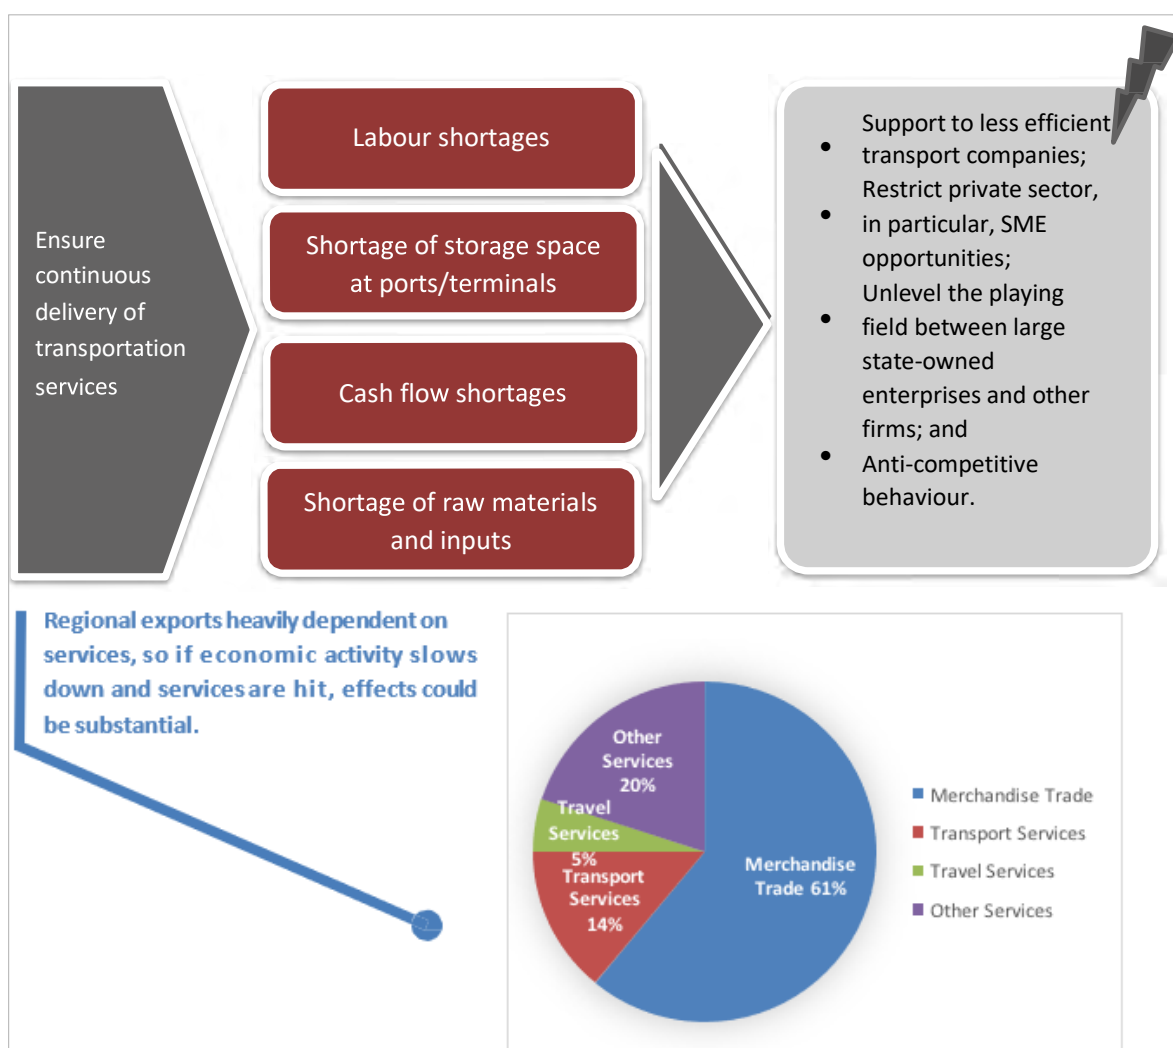 Ensure
continuous
delivery of
transportation
services
Labour shortages
Shortage of storage space
at ports/terminals
Cash flow shortages
Shortage of raw materials
and inputs
Support to less efficient
• transport companies;
Restrict private sector,
• in particular, SME
opportunities;
Unlevel the playing
• field between large
state-owned
enterprises and other
firms; and
• Anti-competitive
behaviour.
Regional exports heavily dependent on
services, so if economic activity slows
down and services are hit, effects could
be substantial.
Other
Services
20%
Travel
Services
5%
Transport
Services
14%
Merchandise
Trade 61%
Merchandise Trade
Transport Services
Travel Services
Other Services